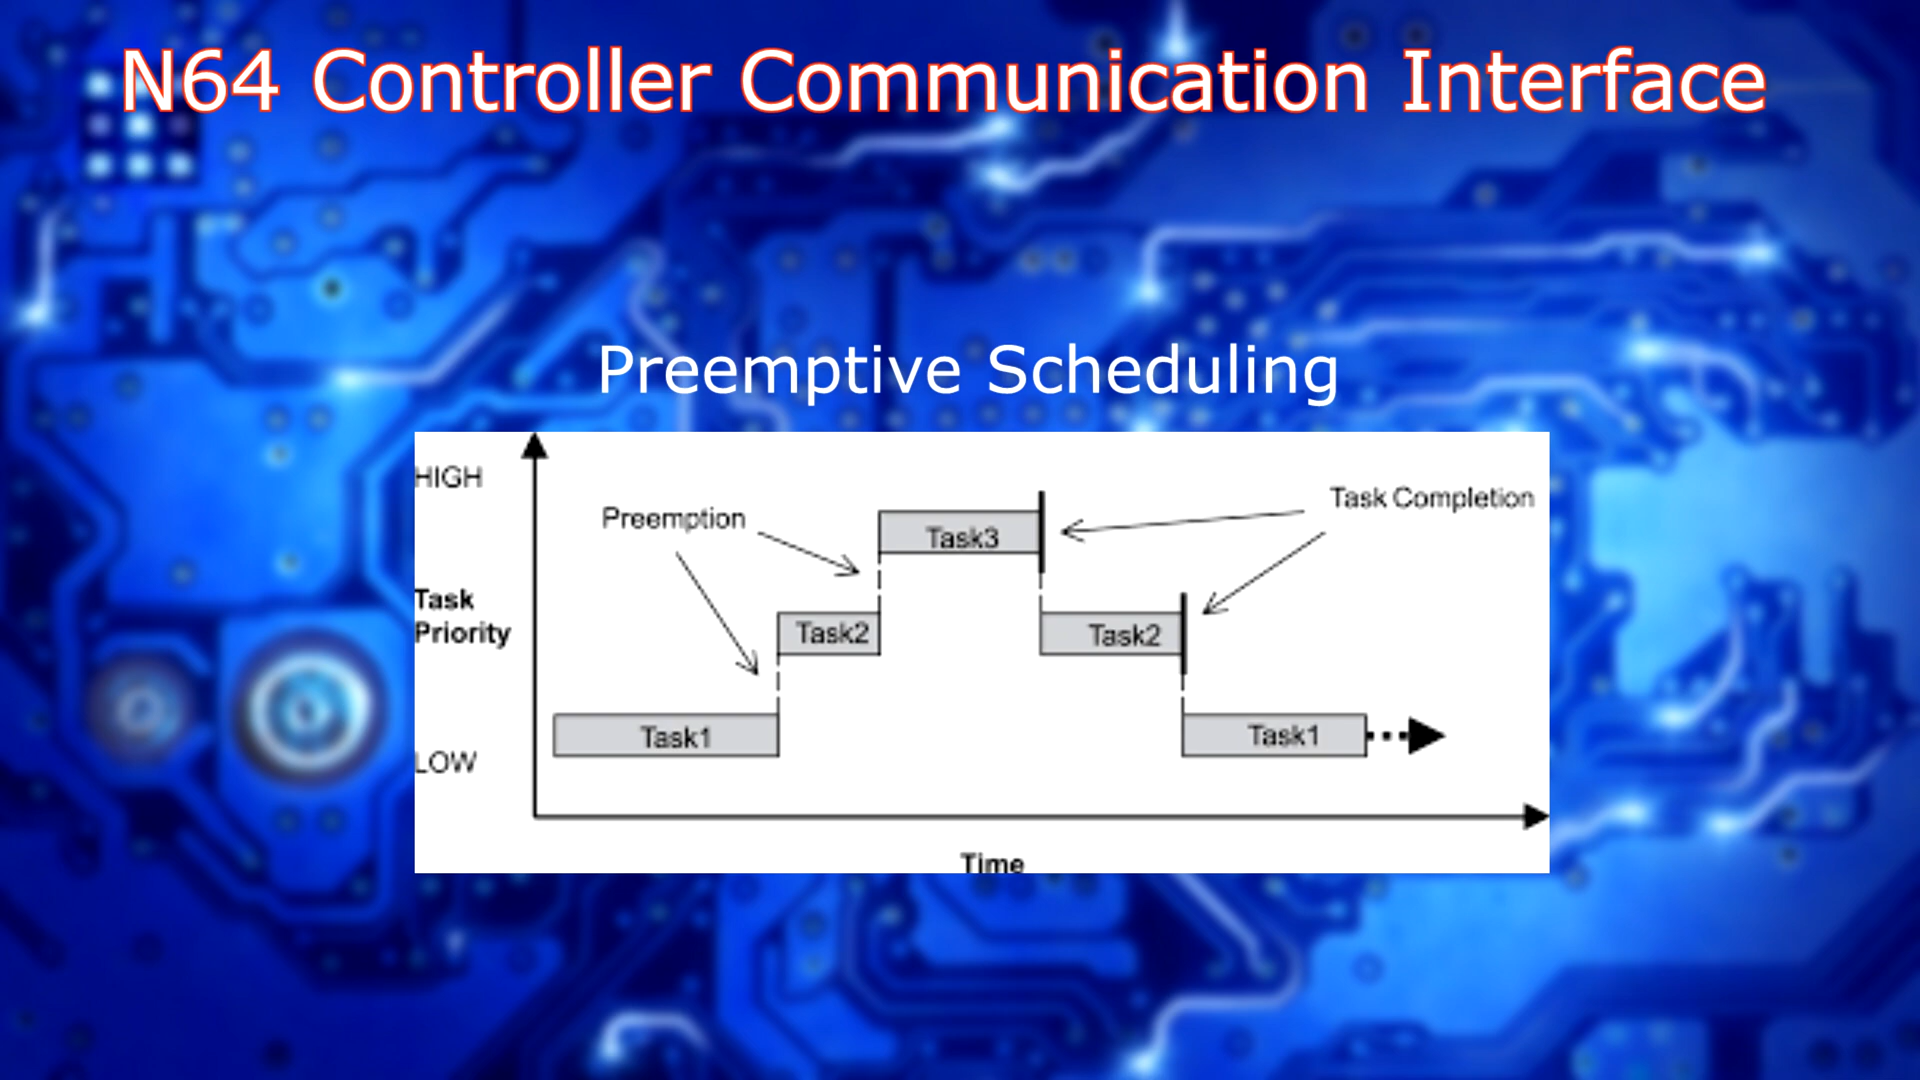 N64 Controller Communication Interface
Preemptive Scheduling
HIGH
Preemption
Task Completion
Task3
Task
Priority
Task2
Task2
Task1
Task1
LOW
Time